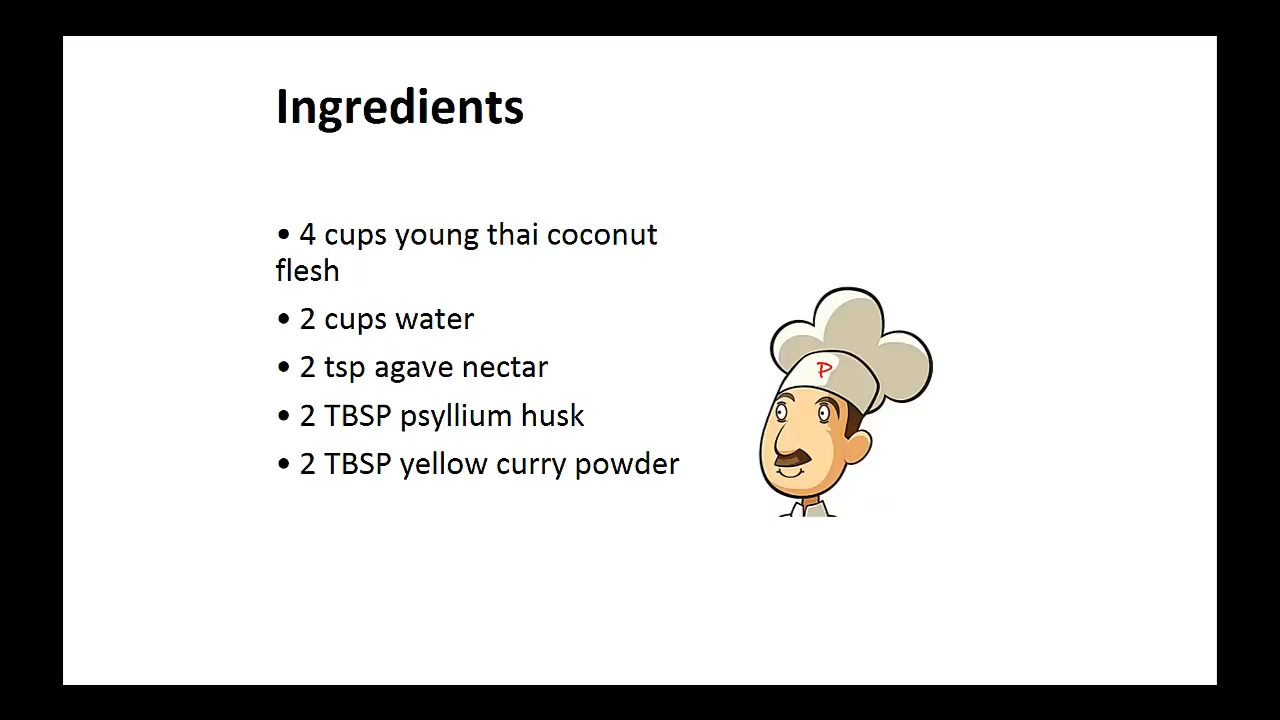 Ingredients
• 4 cups young thai coconut
flesh
• 2 cups water
• 2 tsp agave nectar
• 2 TBSP psyllium husk
• 2 TBSP yellow curry powder
P